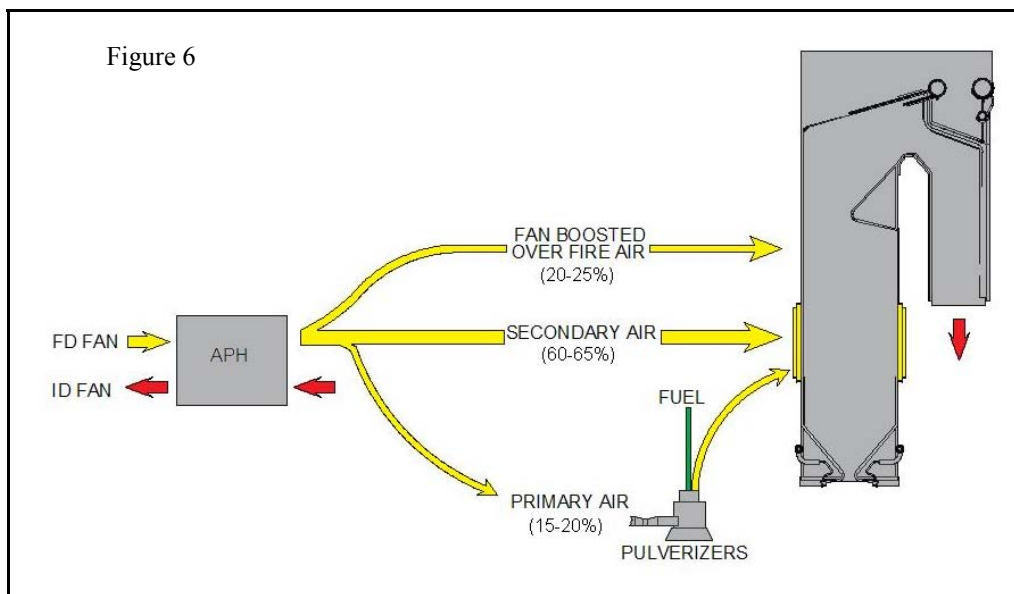 Figure 6
FAN BOOSTED
OVER FIRE AIR
(20-25%)
FD FAN
APH
SECONDARY AIR
(60-65%)
ID FAN
FUEL
PRIMARY AIR
(15-20%)
PULVERIZERS